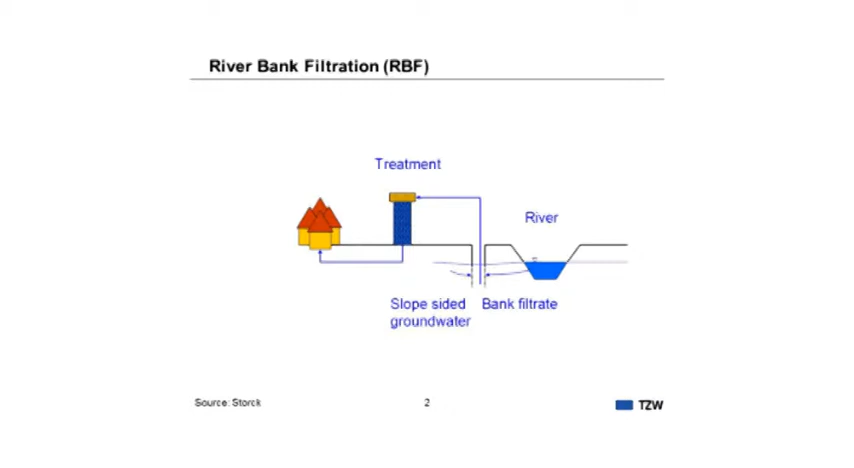 River Bank Filtration (RBF)
Treatment
River
Slope sided
groundwater
Bank filtrate
Source: Storck
2
TZW